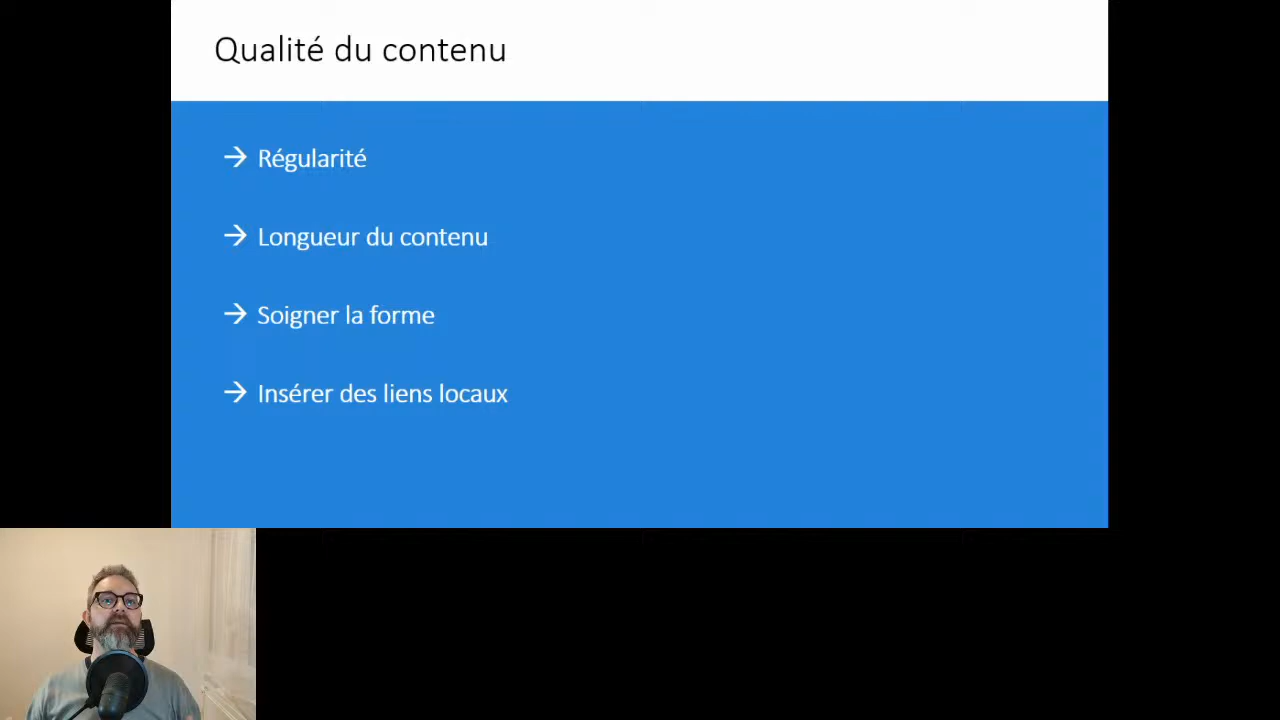 Qualité du contenu
→ Régularité
→ Longueur du contenu
→ Soigner la forme
→ Insérer des liens locaux